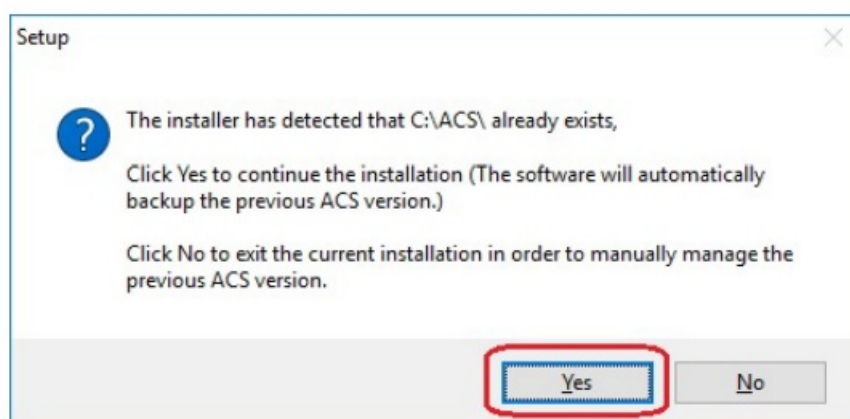 Setup
The installer has detected that C:\ACS\ already exists,
Click Yes to continue the installation (The software will automatically
backup the previous ACS version.)
Click No to exit the current installation in order to manually manage the
previous ACS version.
Yes
No